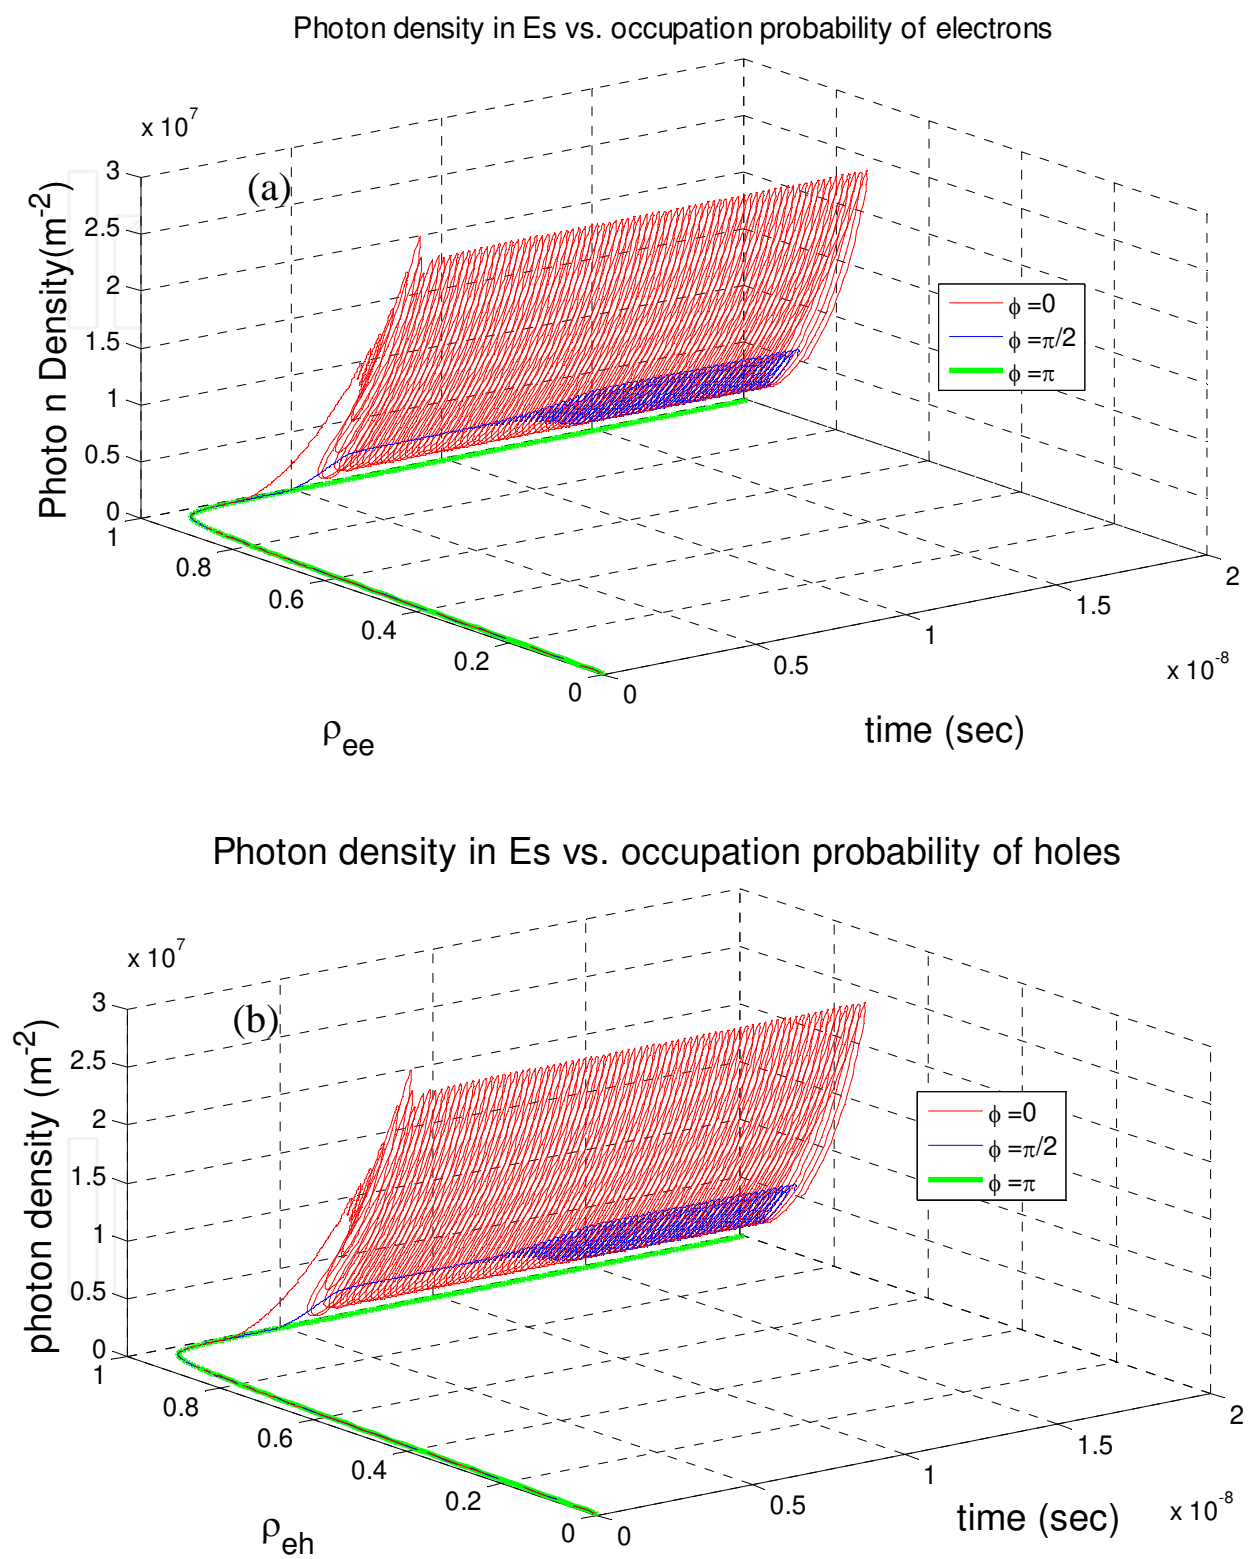 Photon density in Es vs. occupation probability of electrons
x 10^7
3
(a)
2.5
2
1.5
1
0.5
0
Photo n Density(m^-2)
ϕ =0
ϕ =π/2
ϕ =π
1
0.8
0.6
0.4
0.2
0
0
0.5
1
1.5
2
x 10^-8
ρ_ee
time (sec)
Photon density in Es vs. occupation probability of holes
x 10^7
3
(b)
2.5
2
1.5
1
0.5
0
photon density (m^-2)
ϕ =0
ϕ =π/2
ϕ =π
1
0.8
0.6
0.4
0.2
0
0
0.5
1
1.5
2
x 10^-8
ρ_eh
time (sec)